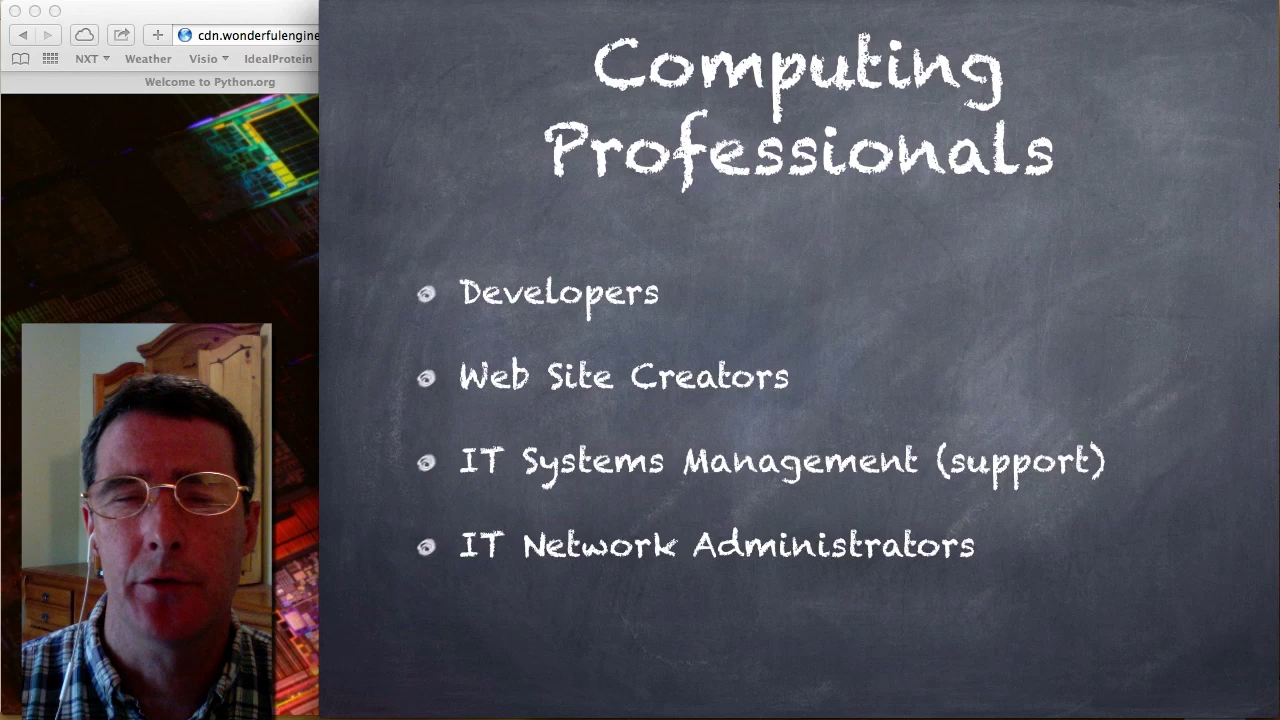 cdn.wonderfulengine
NXT Weather Visio IdealProtein
Welcome to Python.org
Computing
Professionals
Developers
Web Site Creators
IT Systems Management (support)
IT Network Administrators